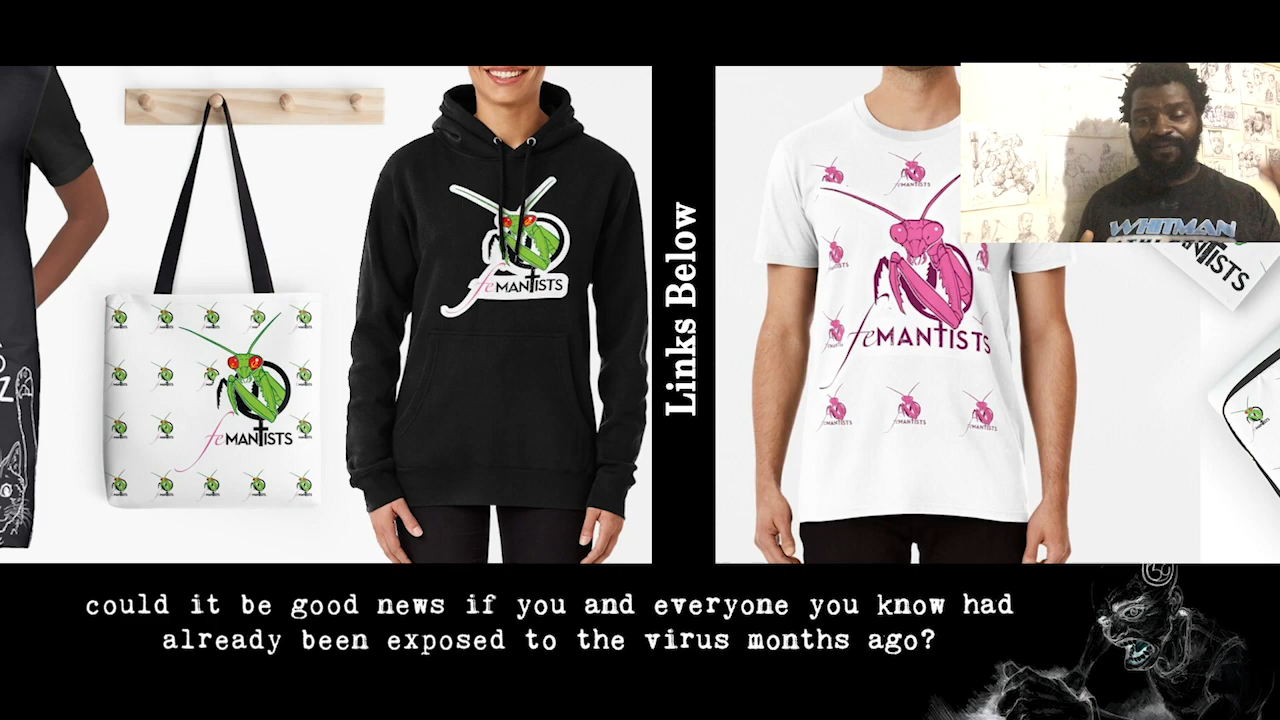 feMANTISTS
feMANTISTS
Links Below
feMANTISTS
WHITMAN
Z
could it be good news if you and everyone you know had
already been exposed to the virus months ago?